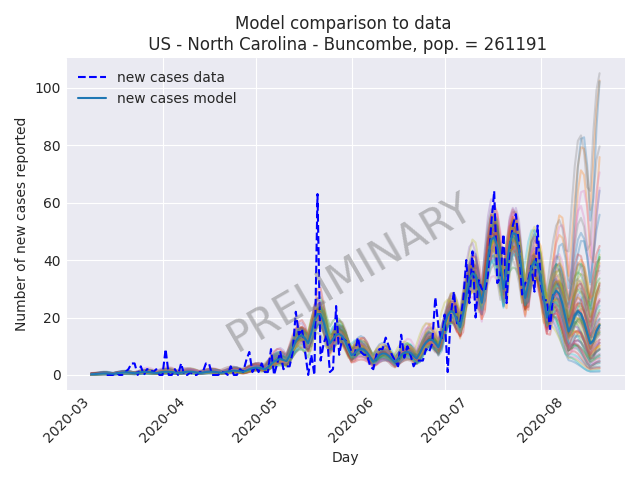 Model comparison to data
US - North Carolina - Buncombe, pop. = 261191
new cases data
new cases model
PRELIMINARY
Number of new cases reported
100
80
60
40
20
0
2020-03
2020-04
2020-05
2020-06
2020-07
2020-08
Day